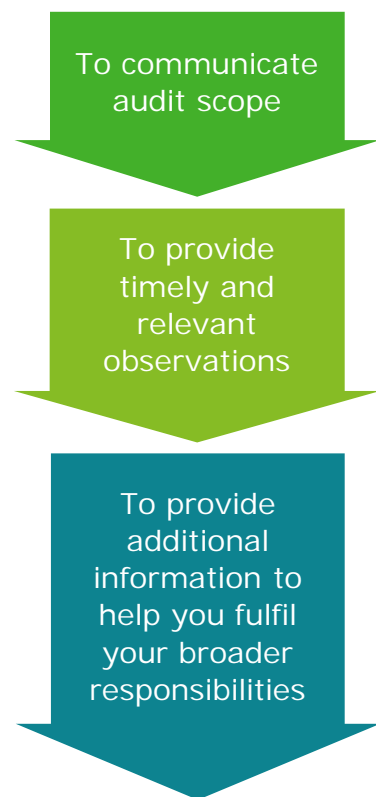 To communicate
audit scope
To provide
timely and
relevant
observations
To provide
additional
information to
help you fulfil
your broader
responsibilities